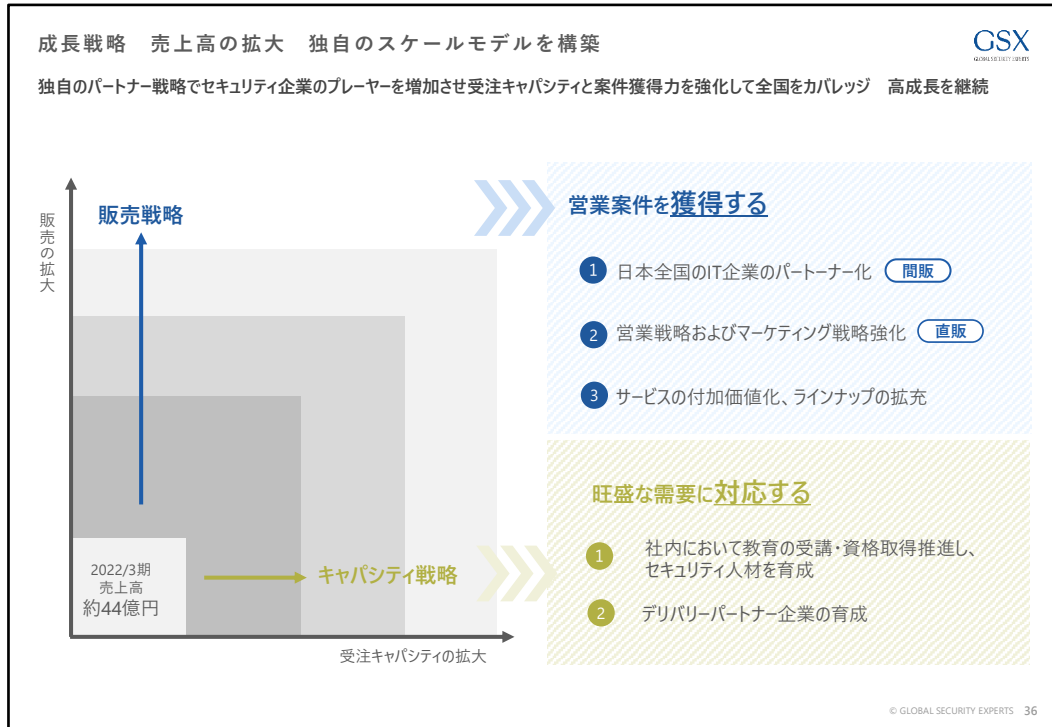 成長戦略　売上高の拡大　独自のスケールモデルを構築
GSX
GLOBAL SECURITY EXPERTS
独自のパートナー戦略でセキュリティ企業のプレーヤーを増加させ受注キャパシティと案件獲得力を強化して全国をカバレッジ　高成長を継続
販売の拡大
販売戦略
2022/3期
売上高
約44億円
キャパシティ戦略
受注キャパシティの拡大
営業案件を獲得する
1 日本全国のIT企業のパートーナー化 間販
2 営業戦略およびマーケティング戦略強化 直販
3 サービスの付加価値化、ラインナップの拡充
旺盛な需要に対応する
1 社内において教育の受講・資格取得推進し、
セキュリティ人材を育成
2 デリバリーパートナー企業の育成
© GLOBAL SECURITY EXPERTS 36